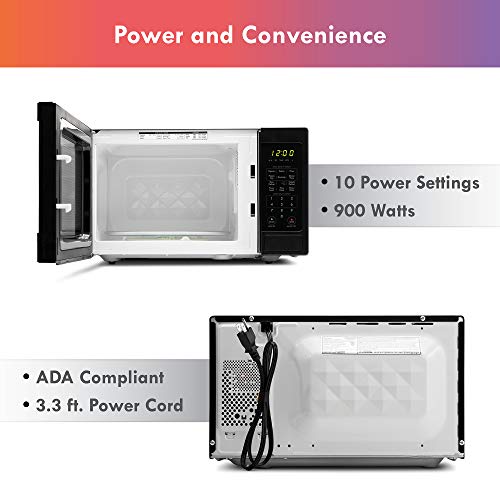 Power and Convenience
12:00
• 10 Power Settings
• 900 Watts
• ADA Compliant
• 3.3 ft. Power Cord